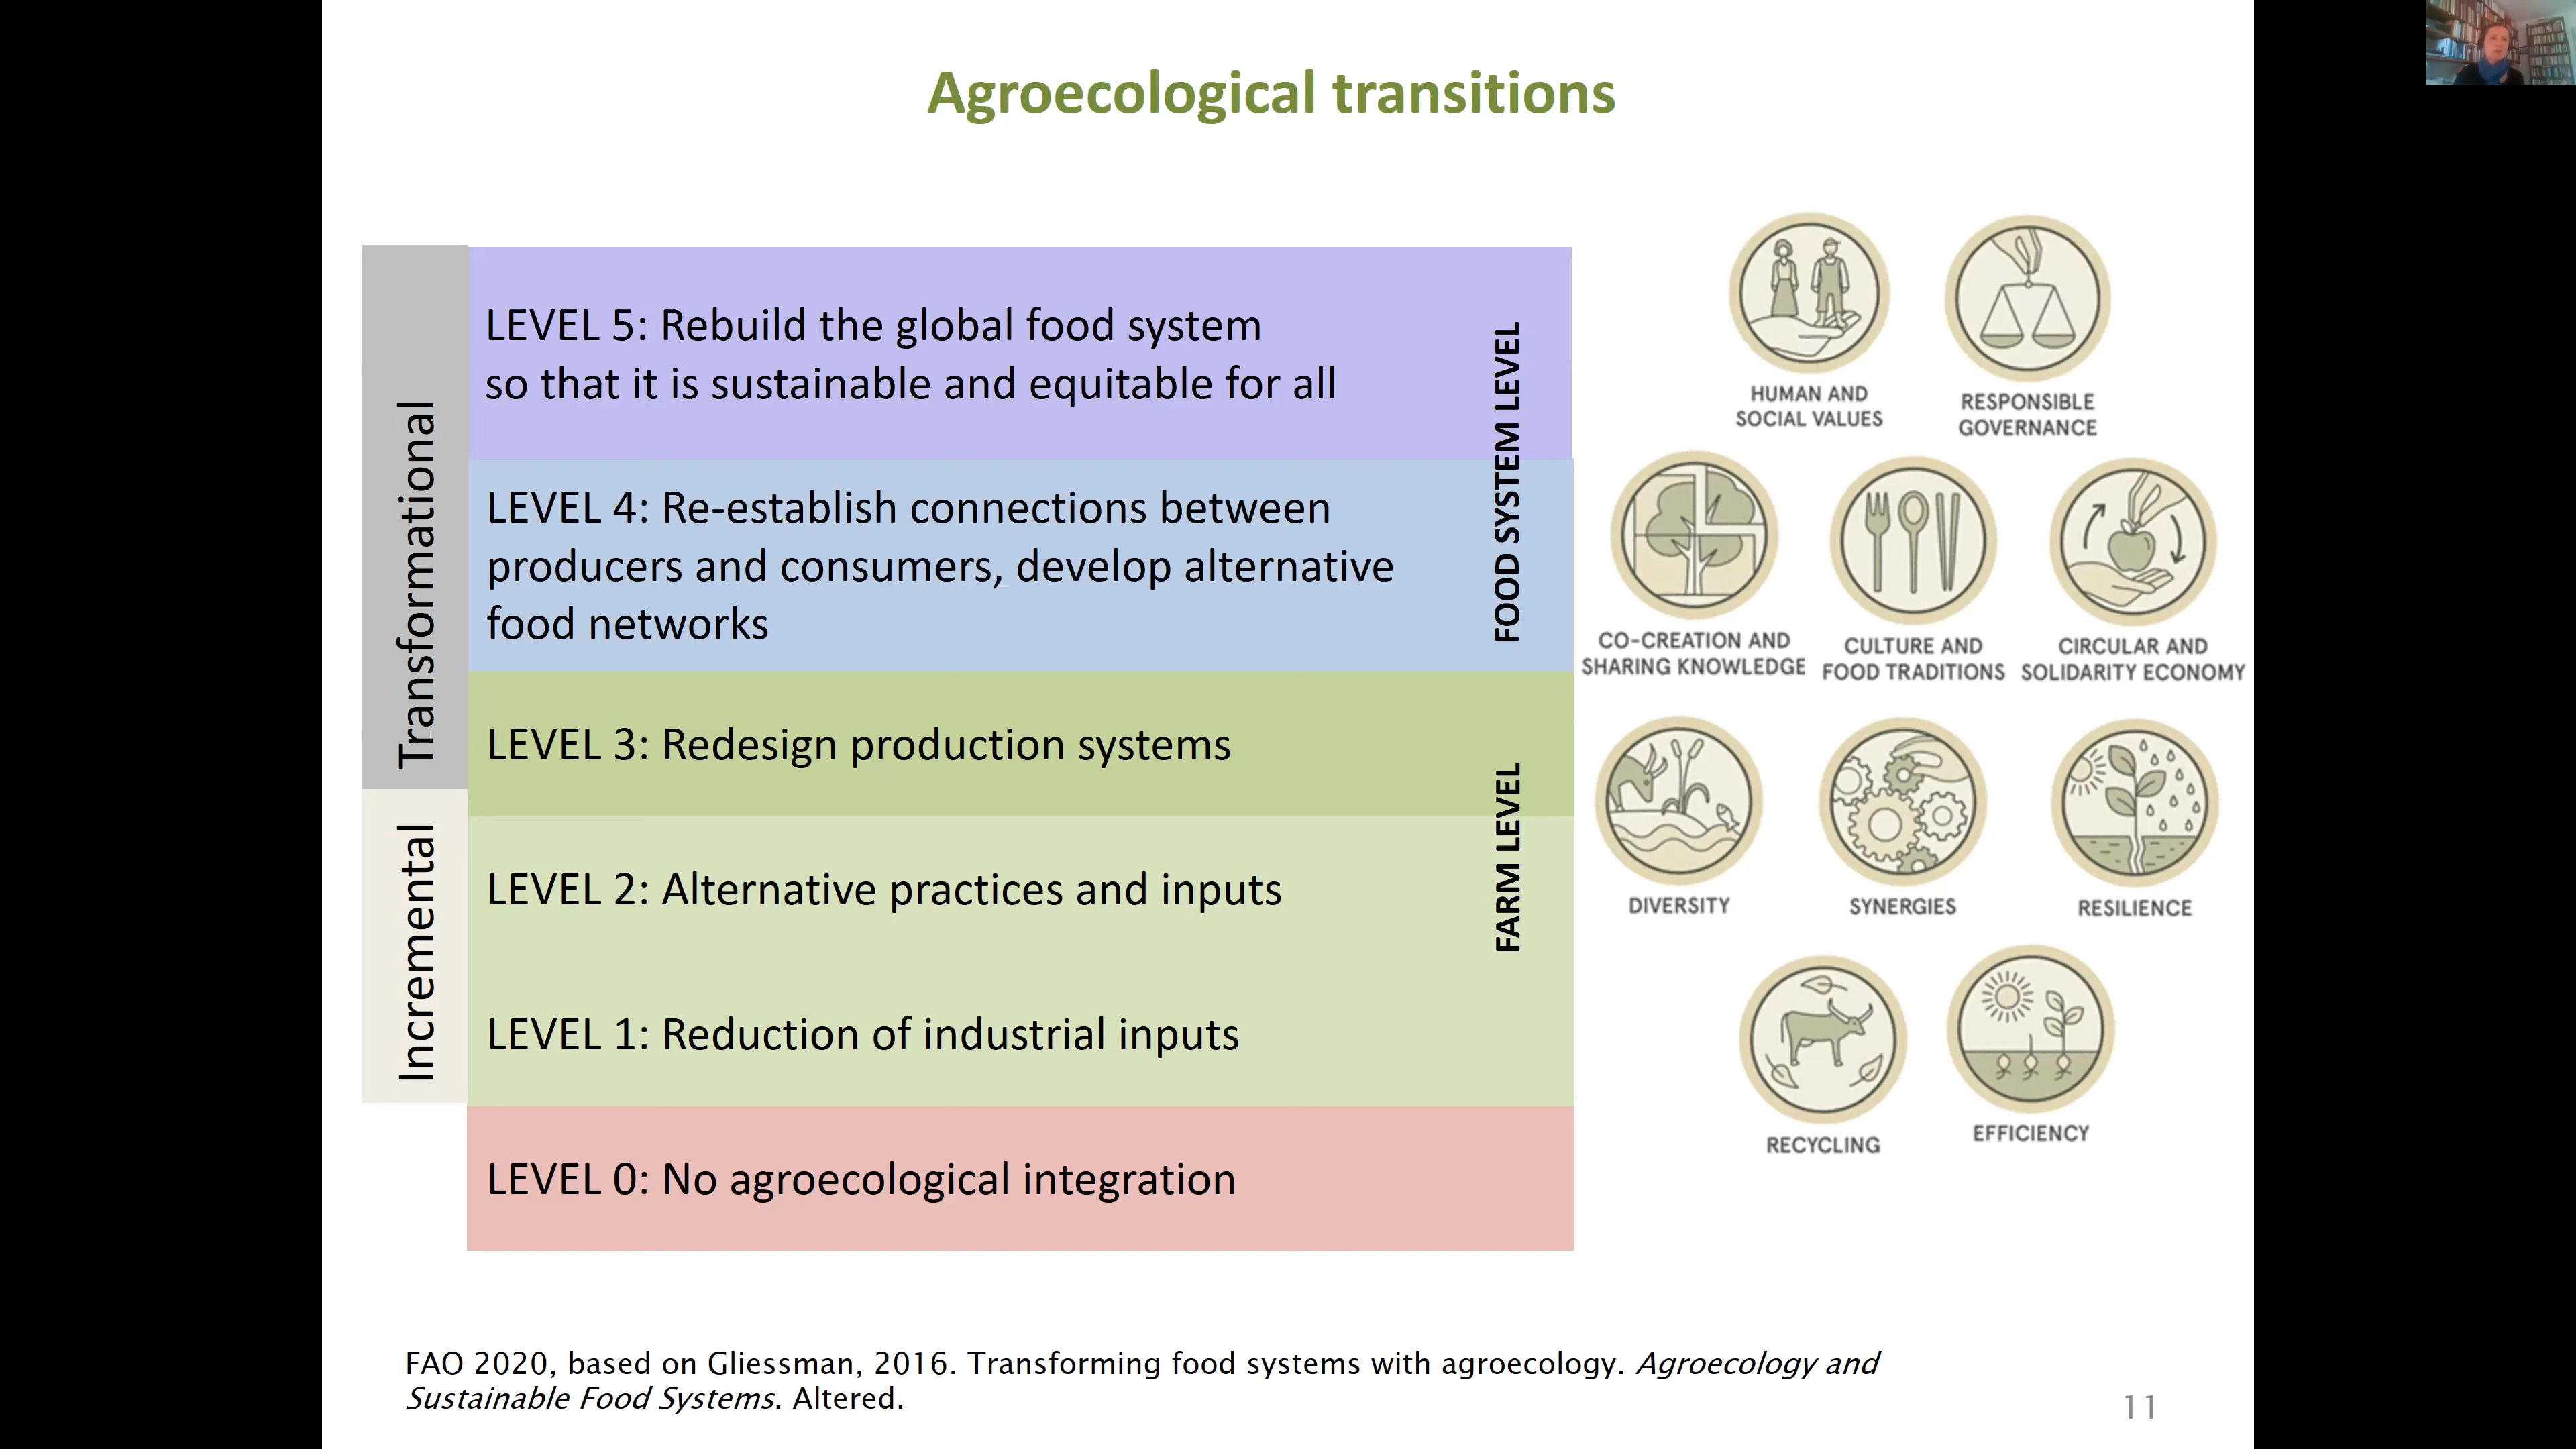 Agroecological transitions
Transformational
Incremental
LEVEL 5: Rebuild the global food system
so that it is sustainable and equitable for all
LEVEL 4: Re-establish connections between
producers and consumers, develop alternative
food networks
LEVEL 3: Redesign production systems
LEVEL 2: Alternative practices and inputs
LEVEL 1: Reduction of industrial inputs
LEVEL 0: No agroecological integration
FOOD SYSTEM LEVEL
FARM LEVEL
HUMAN AND
SOCIAL VALUES
RESPONSIBLE
GOVERNANCE
CO-CREATION AND
SHARING KNOWLEDGE
CULTURE AND
FOOD TRADITIONS
CIRCULAR AND
SOLIDARITY ECONOMY
DIVERSITY
SYNERGIES
RESILIENCE
RECYCLING
EFFICIENCY
FAO 2020, based on Gliessman, 2016. Transforming food systems with agroecology. Agroecology and
Sustainable Food Systems. Altered.
11